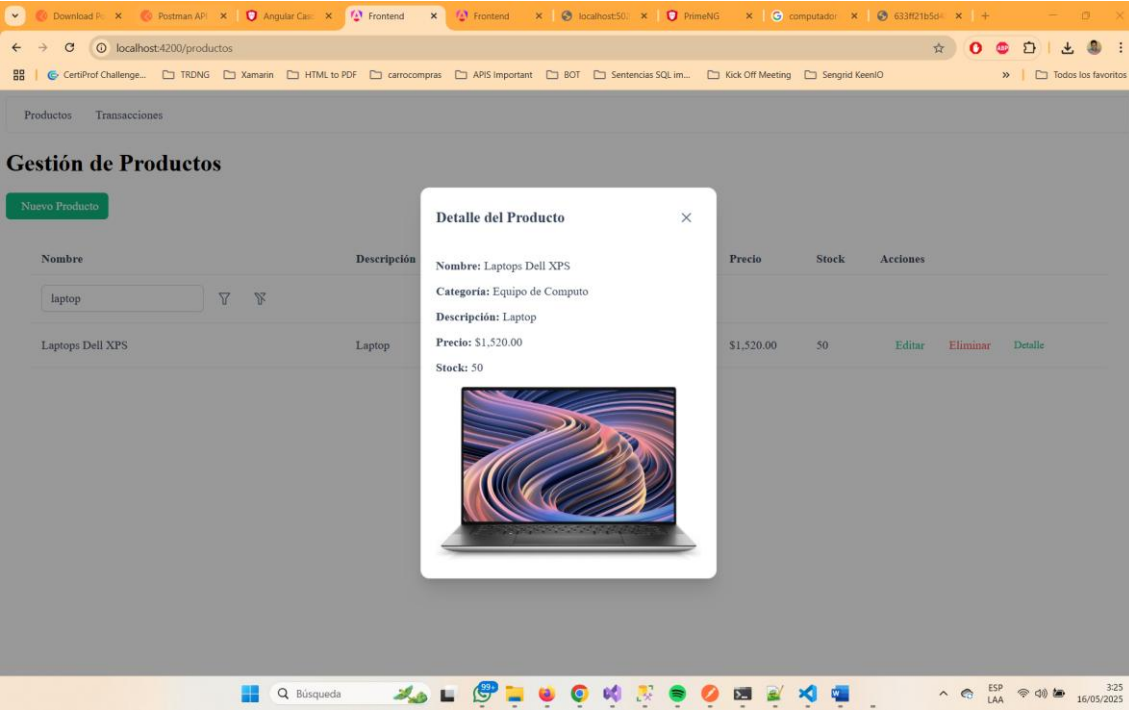 Download Po
Postman API
Angular Casc
Frontend
Frontend
localhost:502
PrimeNG
computador
633ff21b5d4
localhost:4200/productos
CertiProf Challenge...
TRDNG
Xamarin
HTML to PDF
carrocompras
APIS Important
BOT
Sentencias SQL im...
Kick Off Meeting
Sengrid KeenIO
»
Todos los favoritos
Productos Transacciones
Gestión de Productos
Nuevo Producto
Nombre Descripción Precio Stock Acciones
laptop
Laptops Dell XPS Laptop $1,520.00 50 Editar Eliminar Detalle
Detalle del Producto
Nombre: Laptops Dell XPS
Categoría: Equipo de Computo
Descripción: Laptop
Precio: $1,520.00
Stock: 50
Búsqueda
99+
ESP
LAA
3:25
16/05/2025